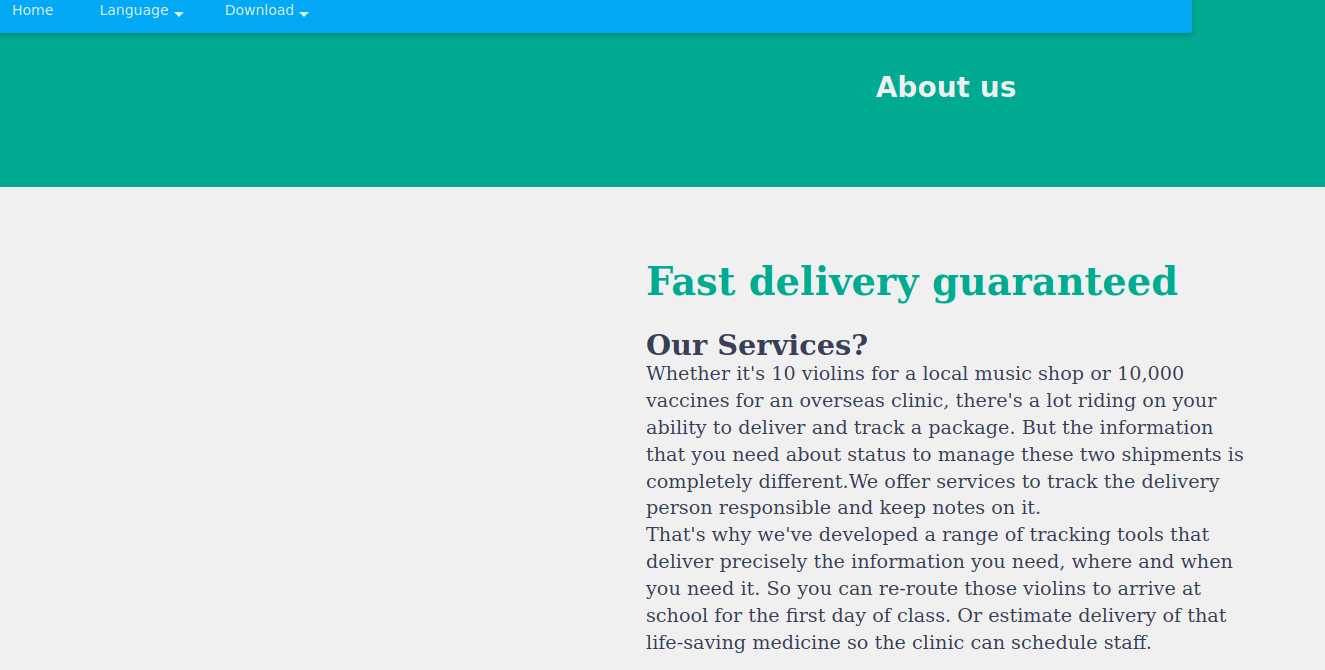 Home Language Download
About us
Fast delivery guaranteed
Our Services?
Whether it's 10 violins for a local music shop or 10,000
vaccines for an overseas clinic, there's a lot riding on your
ability to deliver and track a package. But the information
that you need about status to manage these two shipments is
completely different.We offer services to track the delivery
person responsible and keep notes on it.
That's why we've developed a range of tracking tools that
deliver precisely the information you need, where and when
you need it. So you can re-route those violins to arrive at
school for the first day of class. Or estimate delivery of that
life-saving medicine so the clinic can schedule staff.